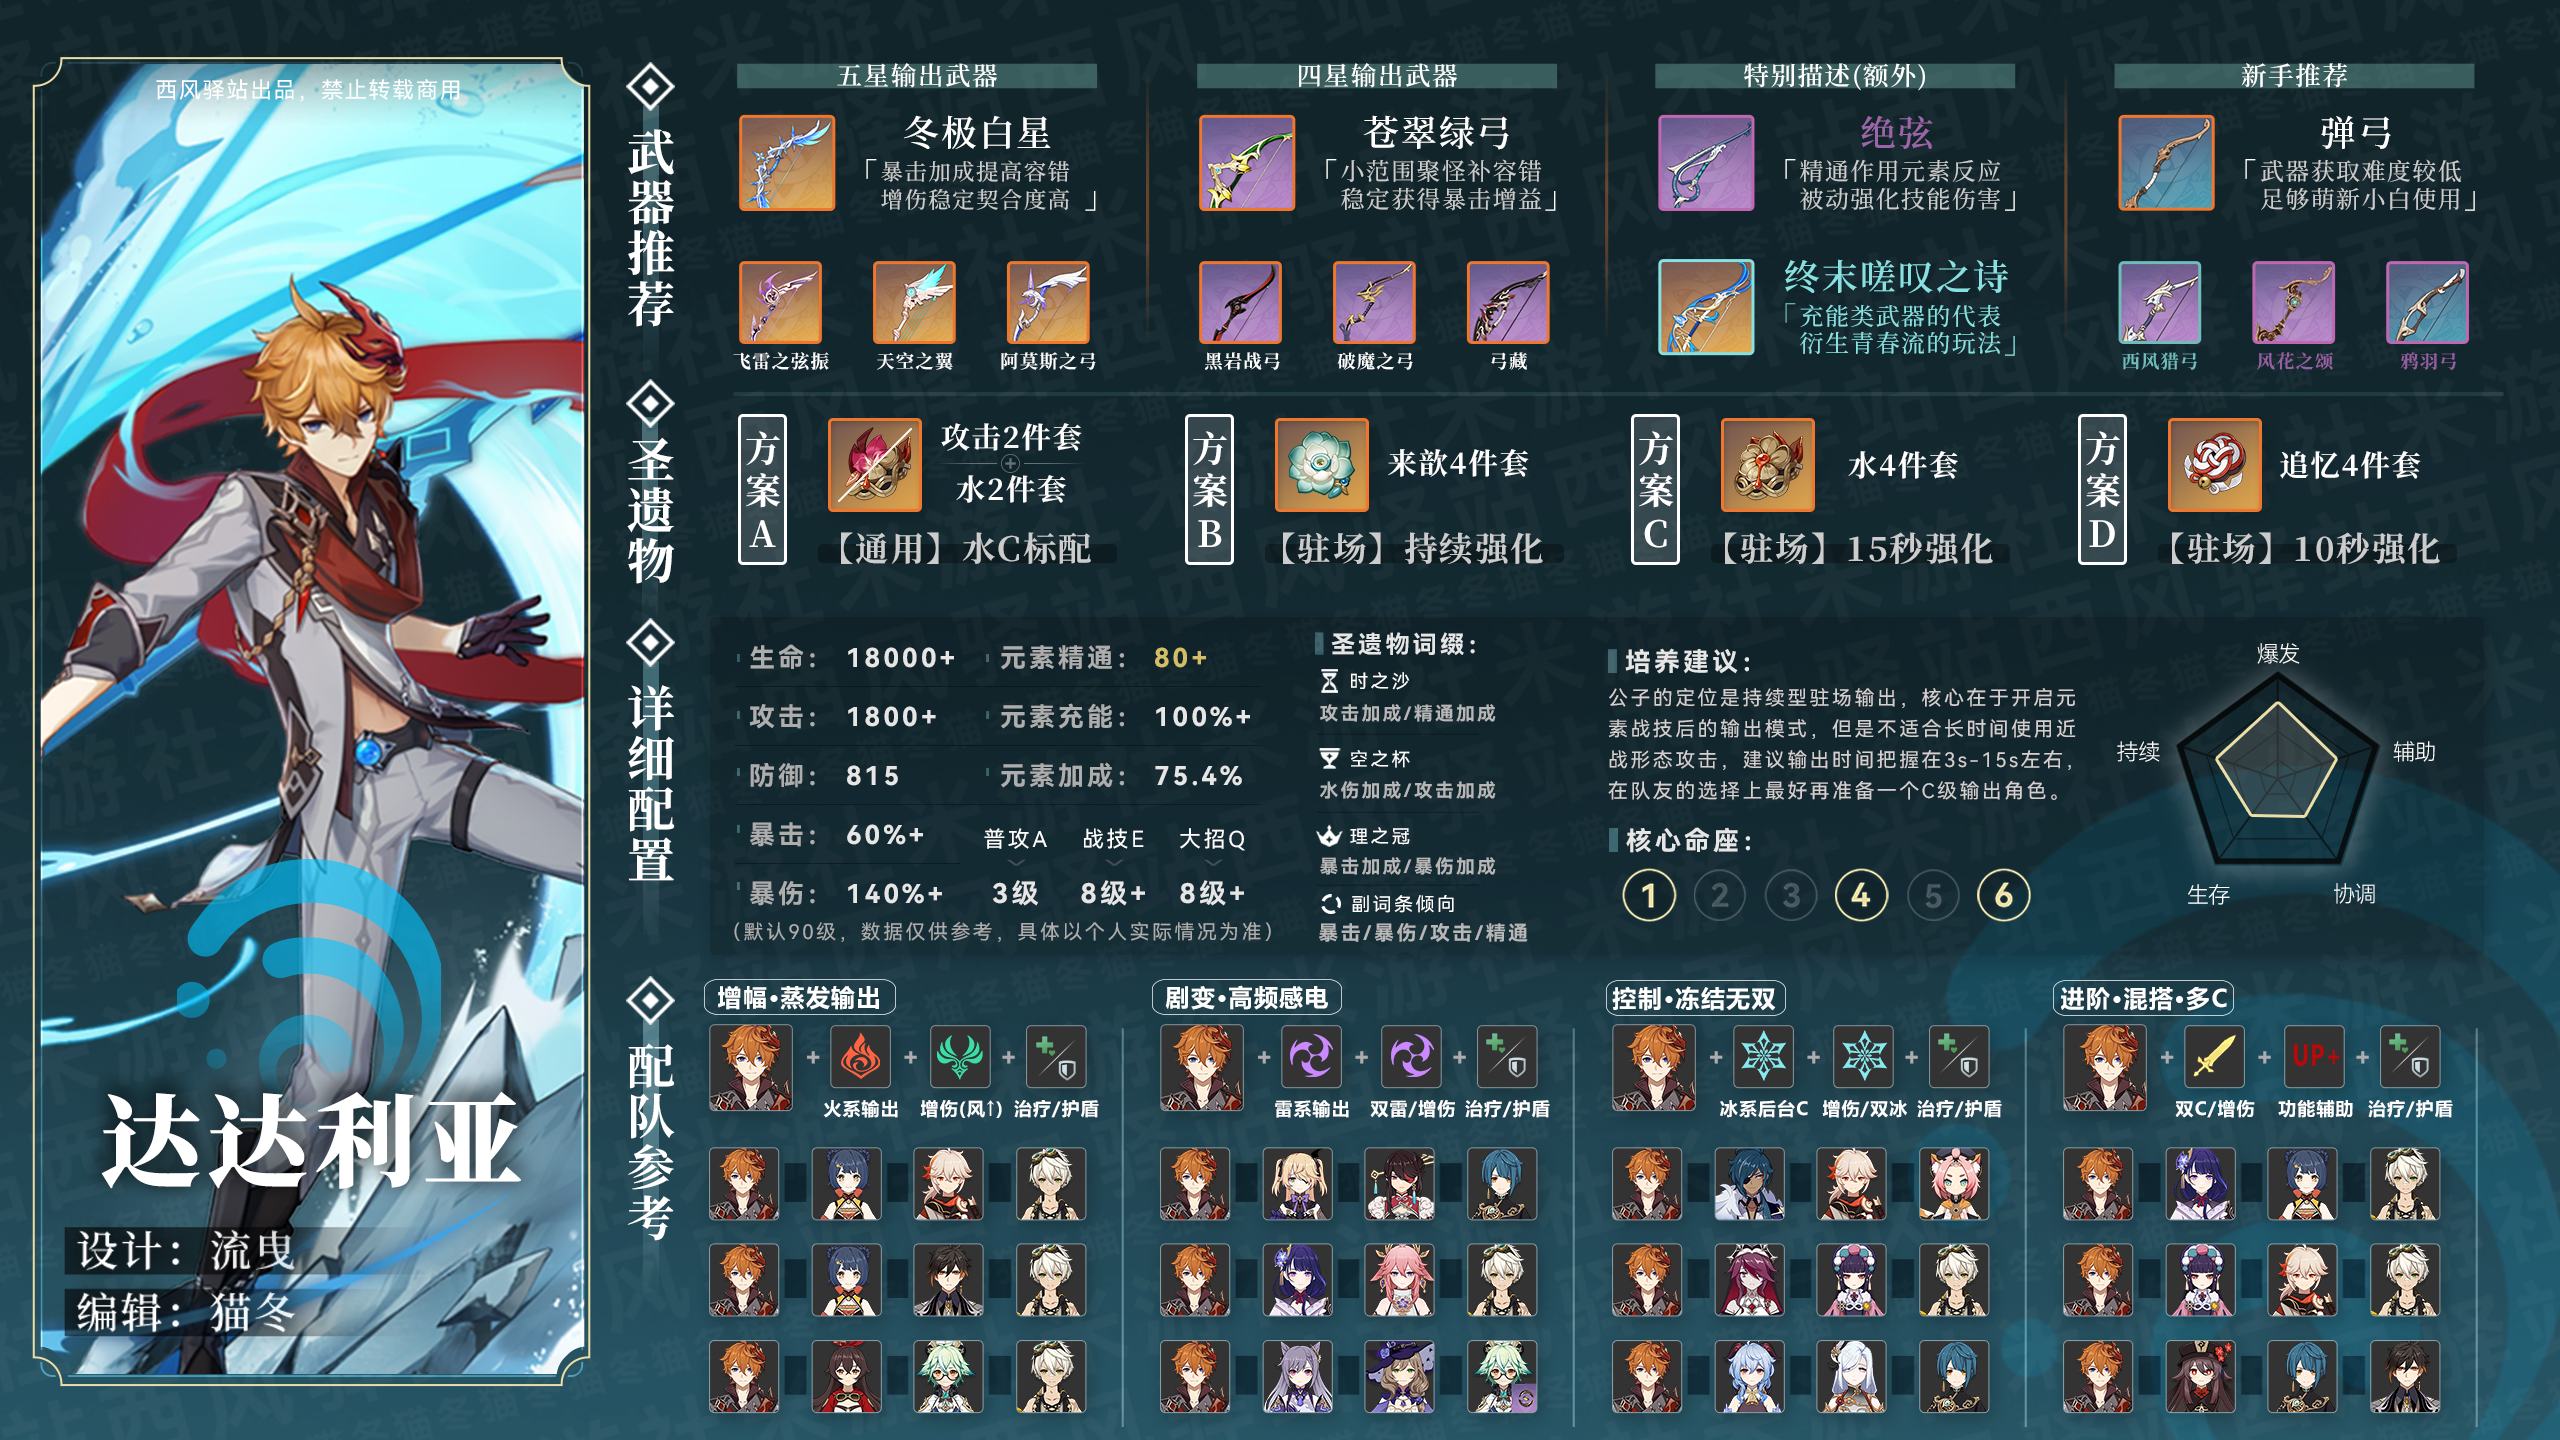 西风驿站出品，禁止转载商用
达达利亚
设计：流曳
编辑：猫冬
武器推荐
五星输出武器
冬极白星
「暴击加成提高容错
增伤稳定契合度高」
飞雷之弦振
天空之翼
阿莫斯之弓
四星输出武器
苍翠绿弓
「小范围聚怪补容错
稳定获得暴击增益」
黑岩战弓
破魔之弓
弓藏
特别描述(额外)
绝弦
「精通作用元素反应
被动强化技能伤害」
终末嗟叹之诗
「充能类武器的代表
衍生青春流的玩法」
新手推荐
弹弓
「武器获取难度较低
足够萌新小白使用」
西风猎弓
风花之颂
鸦羽弓
圣遗物
方案A
攻击2件套
水2件套
【通用】水C标配
方案B
来歆4件套
【驻场】持续强化
方案C
水4件套
【驻场】15秒强化
方案D
追忆4件套
【驻场】10秒强化
详细配置
生命： 18000+ 元素精通： 80+
攻击： 1800+ 元素充能： 100%+
防御： 815 元素加成： 75.4%
暴击： 60%+ 普攻A 战技E 大招Q
暴伤： 140%+ 3级 8级+ 8级+
(默认90级，数据仅供参考，具体以个人实际情况为准)
圣遗物词缀：
时之沙
攻击加成/精通加成
空之杯
水伤加成/攻击加成
理之冠
暴击加成/暴伤加成
副词条倾向
暴击/暴伤/攻击/精通
培养建议：
公子的定位是持续型驻场输出，核心在于开启元
素战技后的输出模式，但是不适合长时间使用近
战形态攻击，建议输出时间把握在3s-15s左右，
在队友的选择上最好再准备一个C级输出角色。
核心命座：
1 2 3 4 5 6
爆发
持续
辅助
生存
协调
配队参考
增幅·蒸发输出
+ + +
火系输出 增伤(风↑) 治疗/护盾
剧变·高频感电
+ + +
雷系输出 双雷/增伤 治疗/护盾
控制·冻结无双
+ + +
冰系后台C 增伤/双冰 治疗/护盾
进阶·混搭·多C
+ + UP+ +
双C/增伤 功能辅助 治疗/护盾